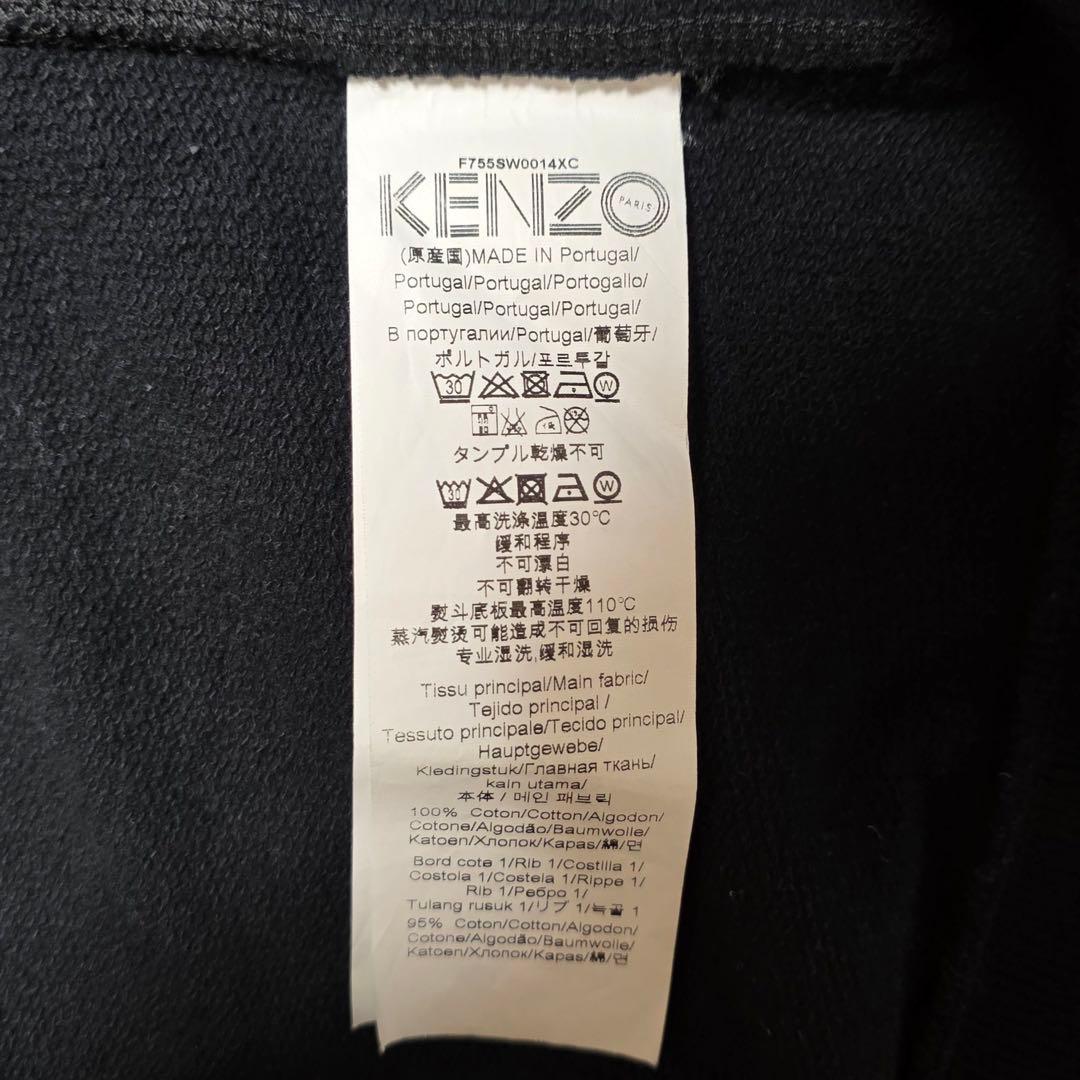 F755SW0014XC
KENZO
PARIS
(原産国)MADE IN Portugal/
Portugal/Portugal/Portogallo/
Portugal/Portugal/Portugal/
В португалии/Portugal/葡萄牙/
ポルトガル/포르투갈
30 W
タンプル乾燥不可
30 W
最高洗涤温度30°C
缓和程序
不可漂白
不可翻转干燥
熨斗底板最高温度110°C
蒸汽熨烫可能造成不可回复的损伤
专业湿洗,缓和湿洗
Tissu principal/Main fabric/
Tejido principal /
Tessuto principale/Tecido principal/
Hauptgewebe/
Kledingstuk/Главная ткань/
kain utama/
本体 / 메인 패브릭
100% Coton/Cotton/Algodon/
Cotone/Algodão/Baumwolle/
Katoen/Хлопок/Kapas/綿/면
Bord cote 1/Rib 1/Costilla 1/
Costola 1/Costela 1/Rippe 1/
Rib 1/Ребро 1/
Tulang rusuk 1/リブ 1/늑골 1
95% Coton/Cotton/Algodon/
Cotone/Algodão/Baumwolle/
Katoen/Хлопок/Kapas/綿/면